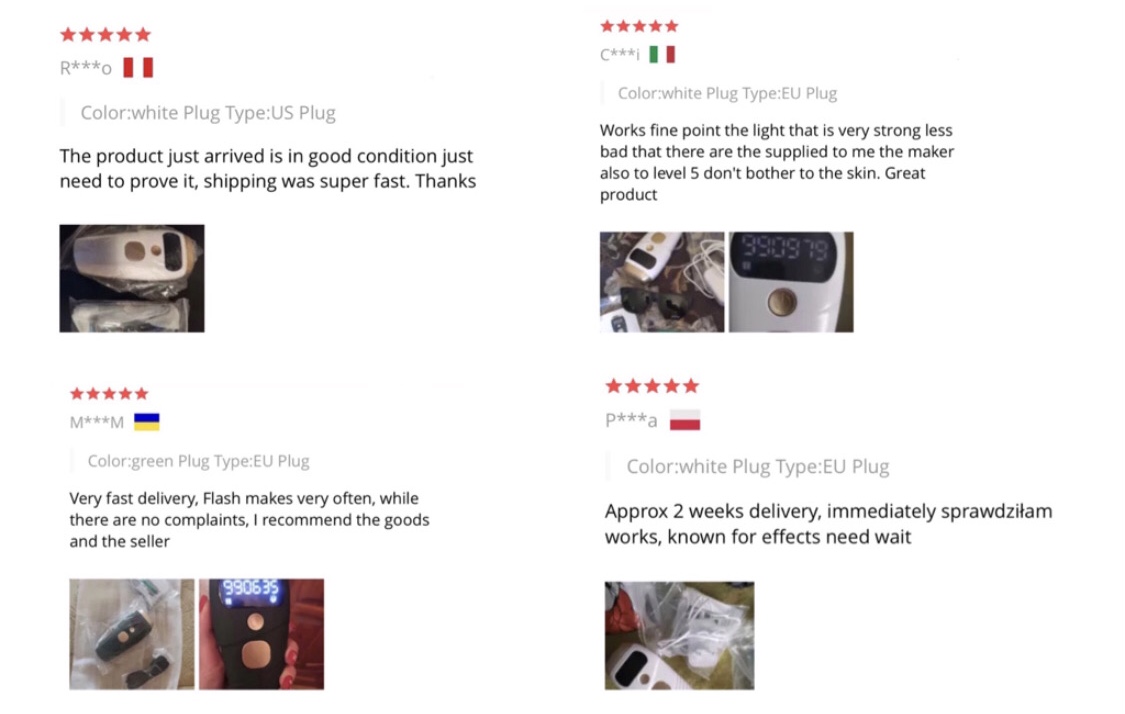 R***o
Color:white Plug Type:US Plug
The product just arrived is in good condition just
need to prove it, shipping was super fast. Thanks
C***i
Color:white Plug Type:EU Plug
Works fine point the light that is very strong less
bad that there are the supplied to me the maker
also to level 5 don't bother to the skin. Great
product
990979
M***M
Color:green Plug Type:EU Plug
Very fast delivery, Flash makes very often, while
there are no complaints, I recommend the goods
and the seller
990635
P***a
Color:white Plug Type:EU Plug
Approx 2 weeks delivery, immediately sprawdziłam
works, known for effects need wait